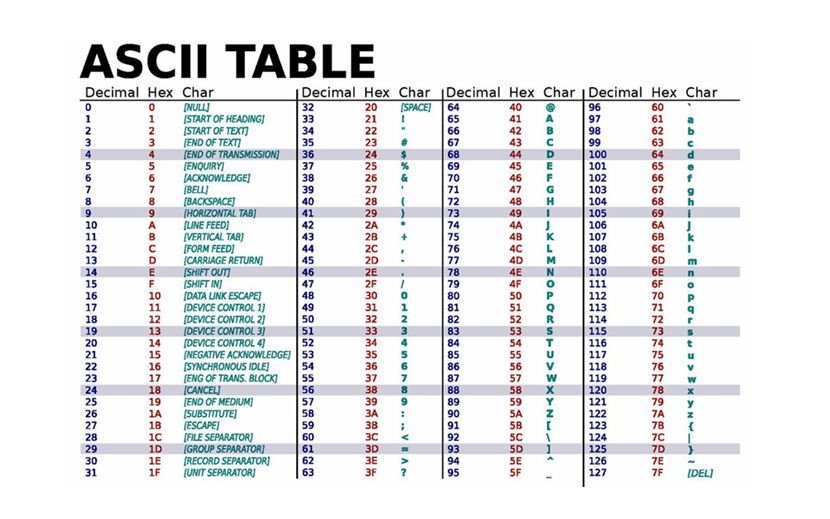 ASCII TABLE
Decimal Hex Char Decimal Hex Char Decimal Hex Char Decimal Hex Char
0 0 [NULL] 32 20 [SPACE] 64 40 @ 96 60 `
1 1 [START OF HEADING] 33 21 ! 65 41 A 97 61 a
2 2 [START OF TEXT] 34 22 " 66 42 B 98 62 b
3 3 [END OF TEXT] 35 23 # 67 43 C 99 63 c
4 4 [END OF TRANSMISSION] 36 24 $ 68 44 D 100 64 d
5 5 [ENQUIRY] 37 25 % 69 45 E 101 65 e
6 6 [ACKNOWLEDGE] 38 26 & 70 46 F 102 66 f
7 7 [BELL] 39 27 ' 71 47 G 103 67 g
8 8 [BACKSPACE] 40 28 ( 72 48 H 104 68 h
9 9 [HORIZONTAL TAB] 41 29 ) 73 49 I 105 69 i
10 A [LINE FEED] 42 2A * 74 4A J 106 6A j
11 B [VERTICAL TAB] 43 2B + 75 4B K 107 6B k
12 C [FORM FEED] 44 2C , 76 4C L 108 6C l
13 D [CARRIAGE RETURN] 45 2D - 77 4D M 109 6D m
14 E [SHIFT OUT] 46 2E . 78 4E N 110 6E n
15 F [SHIFT IN] 47 2F / 79 4F O 111 6F o
16 10 [DATA LINK ESCAPE] 48 30 0 80 50 P 112 70 p
17 11 [DEVICE CONTROL 1] 49 31 1 81 51 Q 113 71 q
18 12 [DEVICE CONTROL 2] 50 32 2 82 52 R 114 72 r
19 13 [DEVICE CONTROL 3] 51 33 3 83 53 S 115 73 s
20 14 [DEVICE CONTROL 4] 52 34 4 84 54 T 116 74 t
21 15 [NEGATIVE ACKNOWLEDGE] 53 35 5 85 55 U 117 75 u
22 16 [SYNCHRONOUS IDLE] 54 36 6 86 56 V 118 76 v
23 17 [ENG OF TRANS. BLOCK] 55 37 7 87 57 W 119 77 w
24 18 [CANCEL] 56 38 8 88 58 X 120 78 x
25 19 [END OF MEDIUM] 57 39 9 89 59 Y 121 79 y
26 1A [SUBSTITUTE] 58 3A : 90 5A Z 122 7A z
27 1B [ESCAPE] 59 3B ; 91 5B [ 123 7B {
28 1C [FILE SEPARATOR] 60 3C < 92 5C \ 124 7C |
29 1D [GROUP SEPARATOR] 61 3D = 93 5D ] 125 7D }
30 1E [RECORD SEPARATOR] 62 3E > 94 5E ^ 126 7E ~
31 1F [UNIT SEPARATOR] 63 3F ? 95 5F _ 127 7F [DEL]